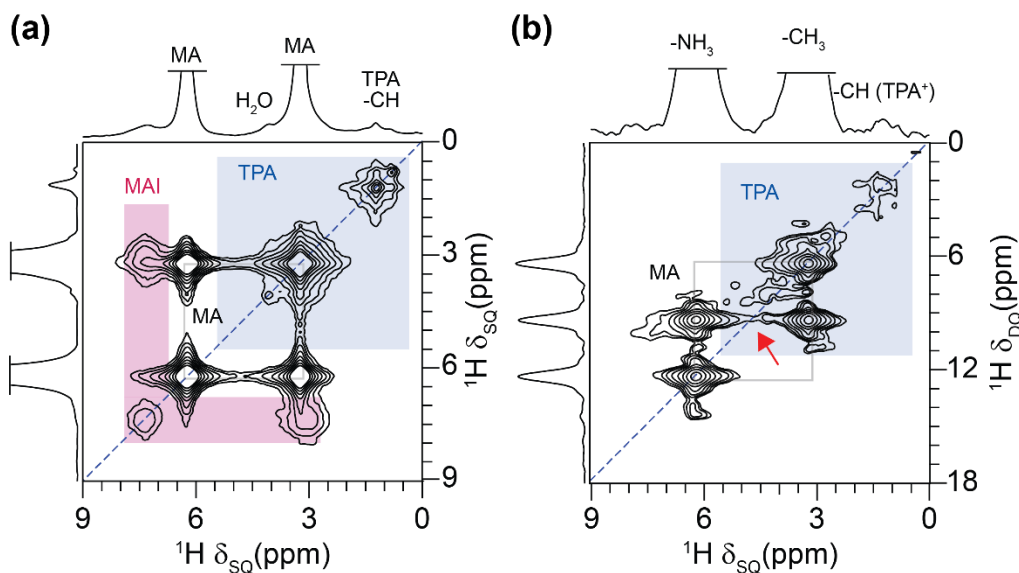 (a)
MA
MA
H₂O
TPA
-CH
0
3
6
9
¹H δSQ(ppm)
MAI
TPA
MA
9
6
3
0
¹H δSQ(ppm)
(b)
-NH₃
-CH₃
-CH (TPA⁺)
0
6
12
18
¹H δDQ(ppm)
TPA
MA
9
6
3
0
¹H δSQ(ppm)